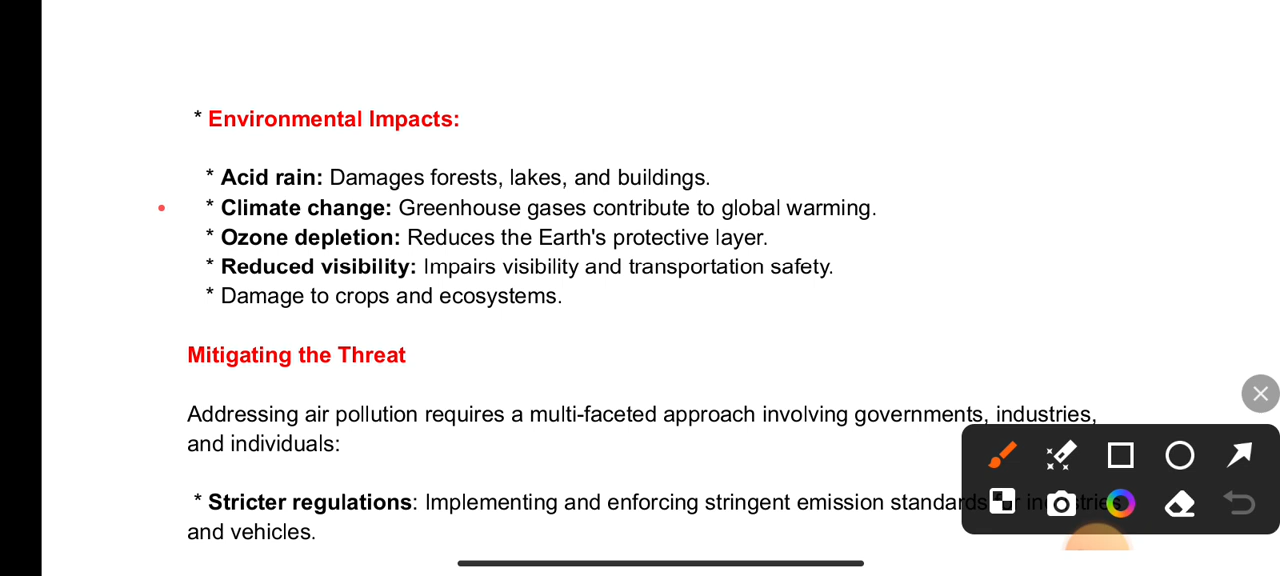 * Environmental Impacts:
* Acid rain: Damages forests, lakes, and buildings.
* Climate change: Greenhouse gases contribute to global warming.
* Ozone depletion: Reduces the Earth's protective layer.
* Reduced visibility: Impairs visibility and transportation safety.
* Damage to crops and ecosystems.
Mitigating the Threat
Addressing air pollution requires a multi-faceted approach involving governments, industries,
and individuals:
* Stricter regulations: Implementing and enforcing stringent emission standards industries
and vehicles.